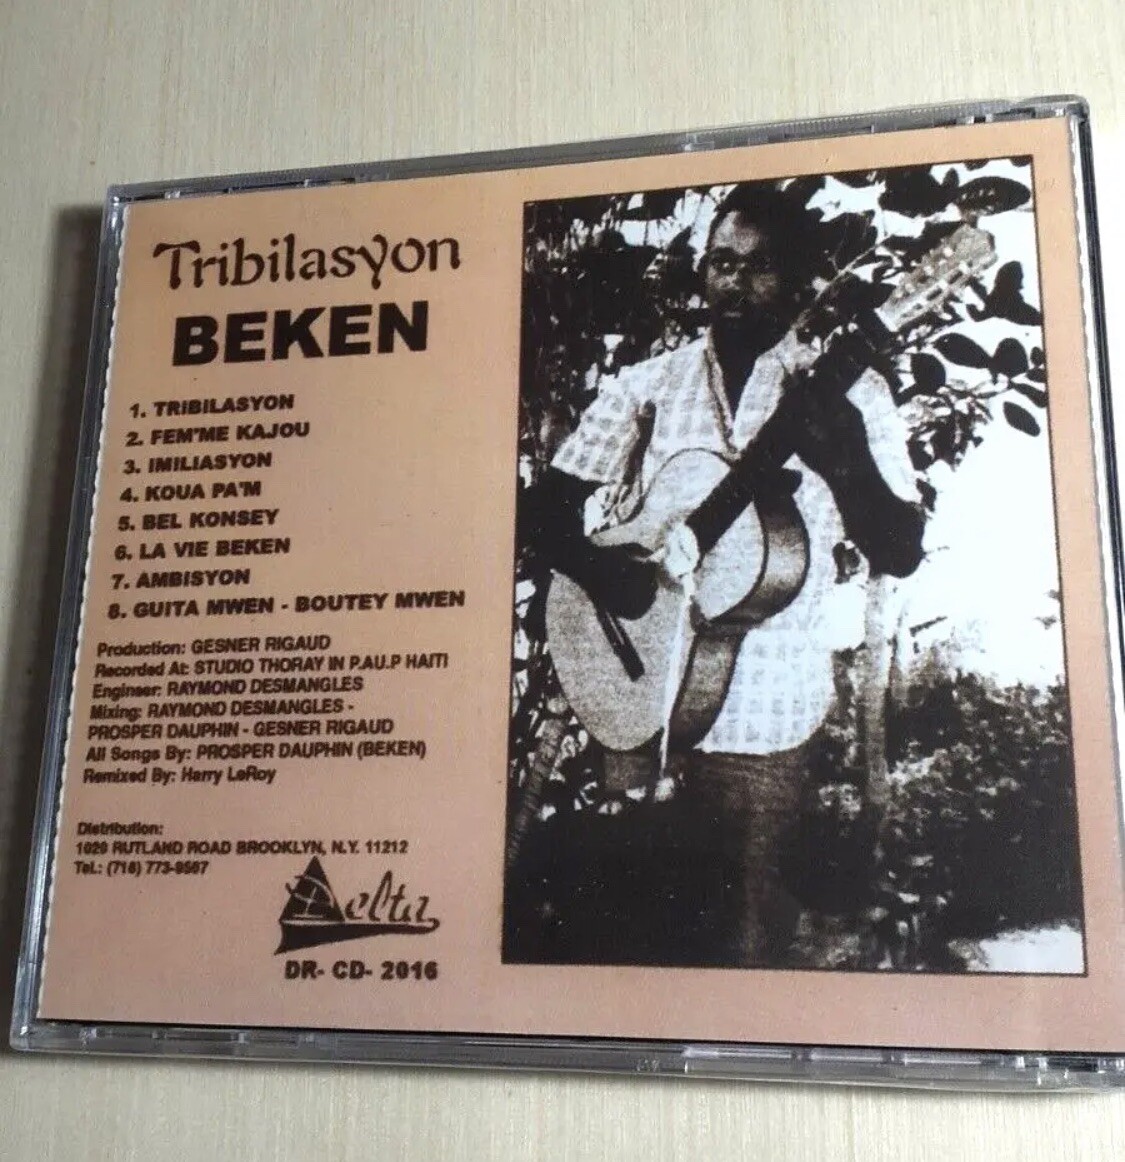 Tribilasyon
BEKEN
1. TRIBILASYON
2. FEM'ME KAJOU
3. IMILIASYON
4. KOUA PA'M
5. BEL KONSEY
6. LA VIE BEKEN
7. AMBISYON
8. GUITA MWEN - BOUTEY MWEN
Production: GESNER RIGAUD
Recorded At: STUDIO THORAY IN P.AU.P HAITI
Engineer: RAYMOND DESMANGLES
Mixing: RAYMOND DESMANGLES -
PROSPER DAUPHIN - GESNER RIGAUD
All Songs By: PROSPER DAUPHIN (BEKEN)
Remixed By: Harry LeRoy
Distribution:
RUTLAND ROAD BROOKLYN, N.Y. 11212
Tel.: (718)
Delta
DR- CD- 2016